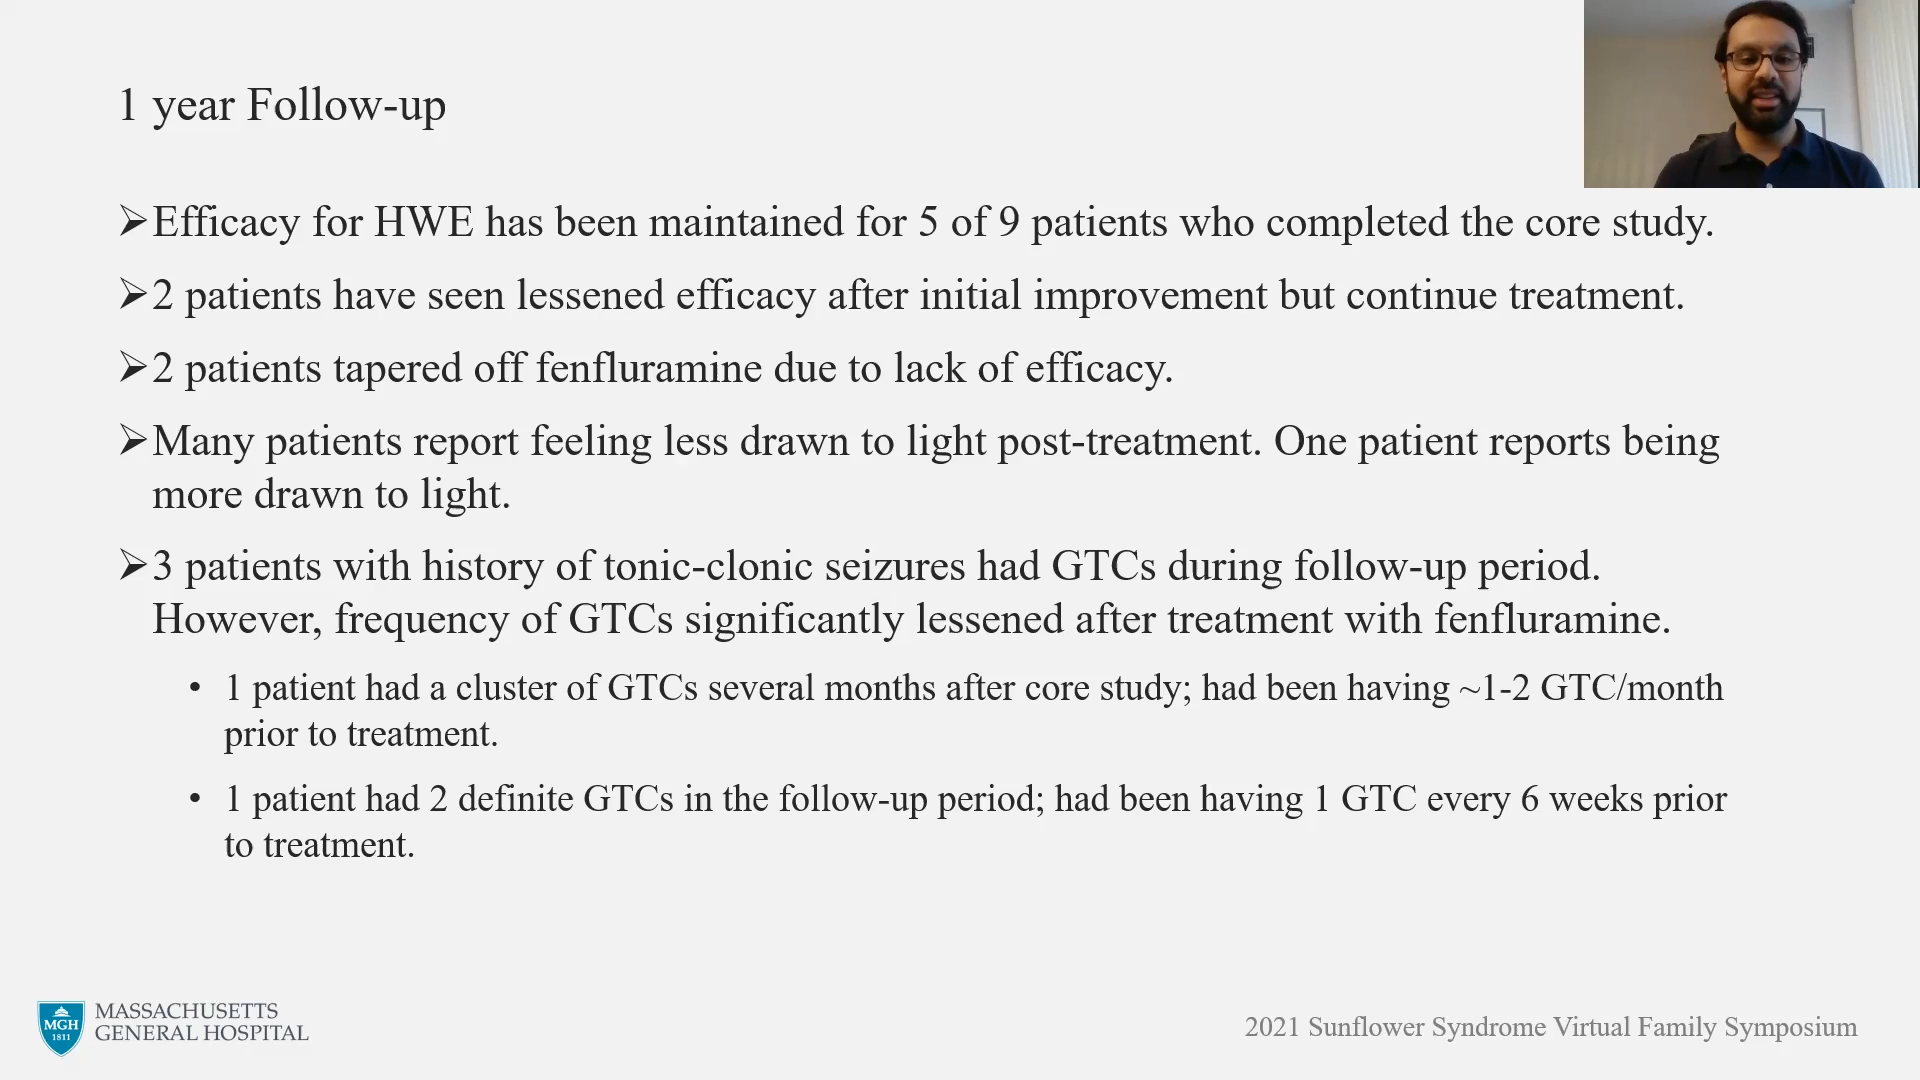 1 year Follow-up
➢Efficacy for HWE has been maintained for 5 of 9 patients who completed the core study.
➢2 patients have seen lessened efficacy after initial improvement but continue treatment.
➢2 patients tapered off fenfluramine due to lack of efficacy.
➢Many patients report feeling less drawn to light post-treatment. One patient reports being
more drawn to light.
➢3 patients with history of tonic-clonic seizures had GTCs during follow-up period.
However, frequency of GTCs significantly lessened after treatment with fenfluramine.
• 1 patient had a cluster of GTCs several months after core study; had been having ~1-2 GTC/month
prior to treatment.
• 1 patient had 2 definite GTCs in the follow-up period; had been having 1 GTC every 6 weeks prior
to treatment.
MGH
1811
MASSACHUSETTS
GENERAL HOSPITAL
2021 Sunflower Syndrome Virtual Family Symposium